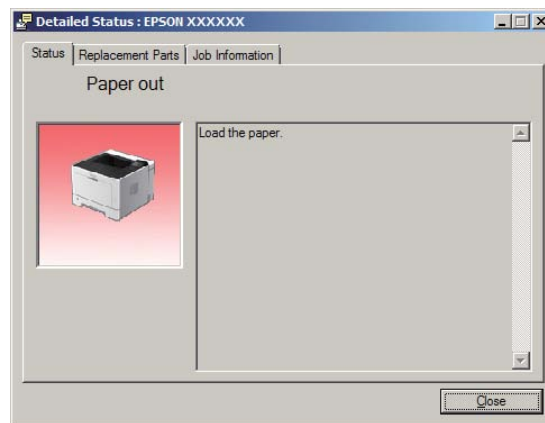 Detailed Status : EPSON XXXXXX
Status Replacement Parts Job Information
Paper out
Load the paper.
Close